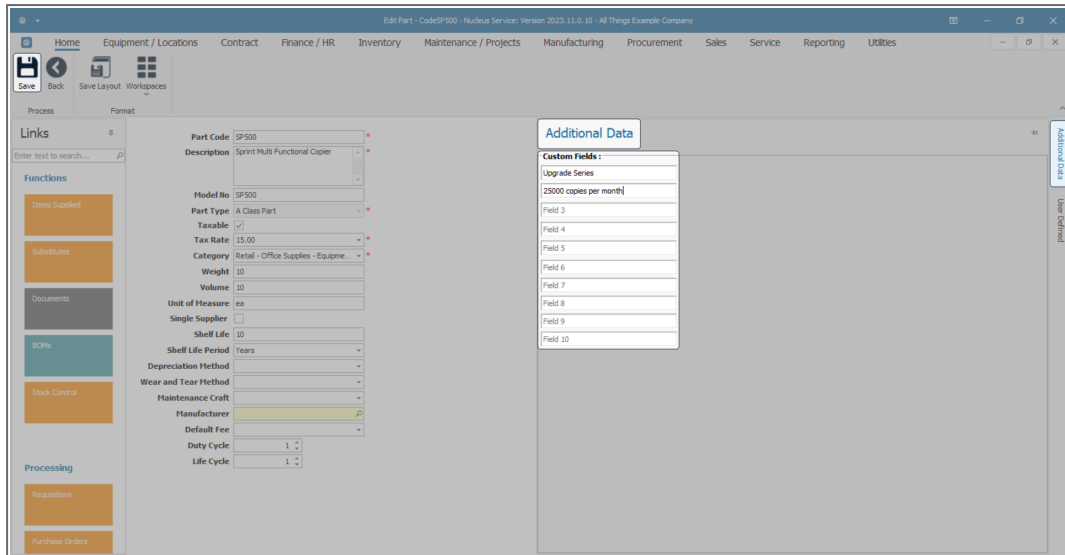 Edit Part - CodeSP500 - Nucleus Service: Version 2023.11.0.10 - All Things Example Company
Home Equipment / Locations Contract Finance / HR Inventory Maintenance / Projects Manufacturing Procurement Sales Service Reporting Utilities
Save Back Save Layout Workspaces
Process Format
Links
Enter text to search...
Functions
Items Supplied
Substitutes
Documents
BOMs
Stock Control
Processing
Requisitions
Purchase Orders
Part Code SP500 *
Description Sprint Multi Functional Copier *
Model No SP500
Part Type A Class Part *
Taxable
Tax Rate 15.00 *
Category Retail - Office Supplies - Equipme... *
Weight 10
Volume 10
Unit of Measure ea
Single Supplier
Shelf Life 10
Shelf Life Period Years
Depreciation Method
Wear and Tear Method
Maintenance Craft
Manufacturer
Default Fee
Duty Cycle 1
Life Cycle 1
Additional Data
Custom Fields :
Upgrade Series
25000 copies per month
Field 3
Field 4
Field 5
Field 6
Field 7
Field 8
Field 9
Field 10
Additional Data
User Defined